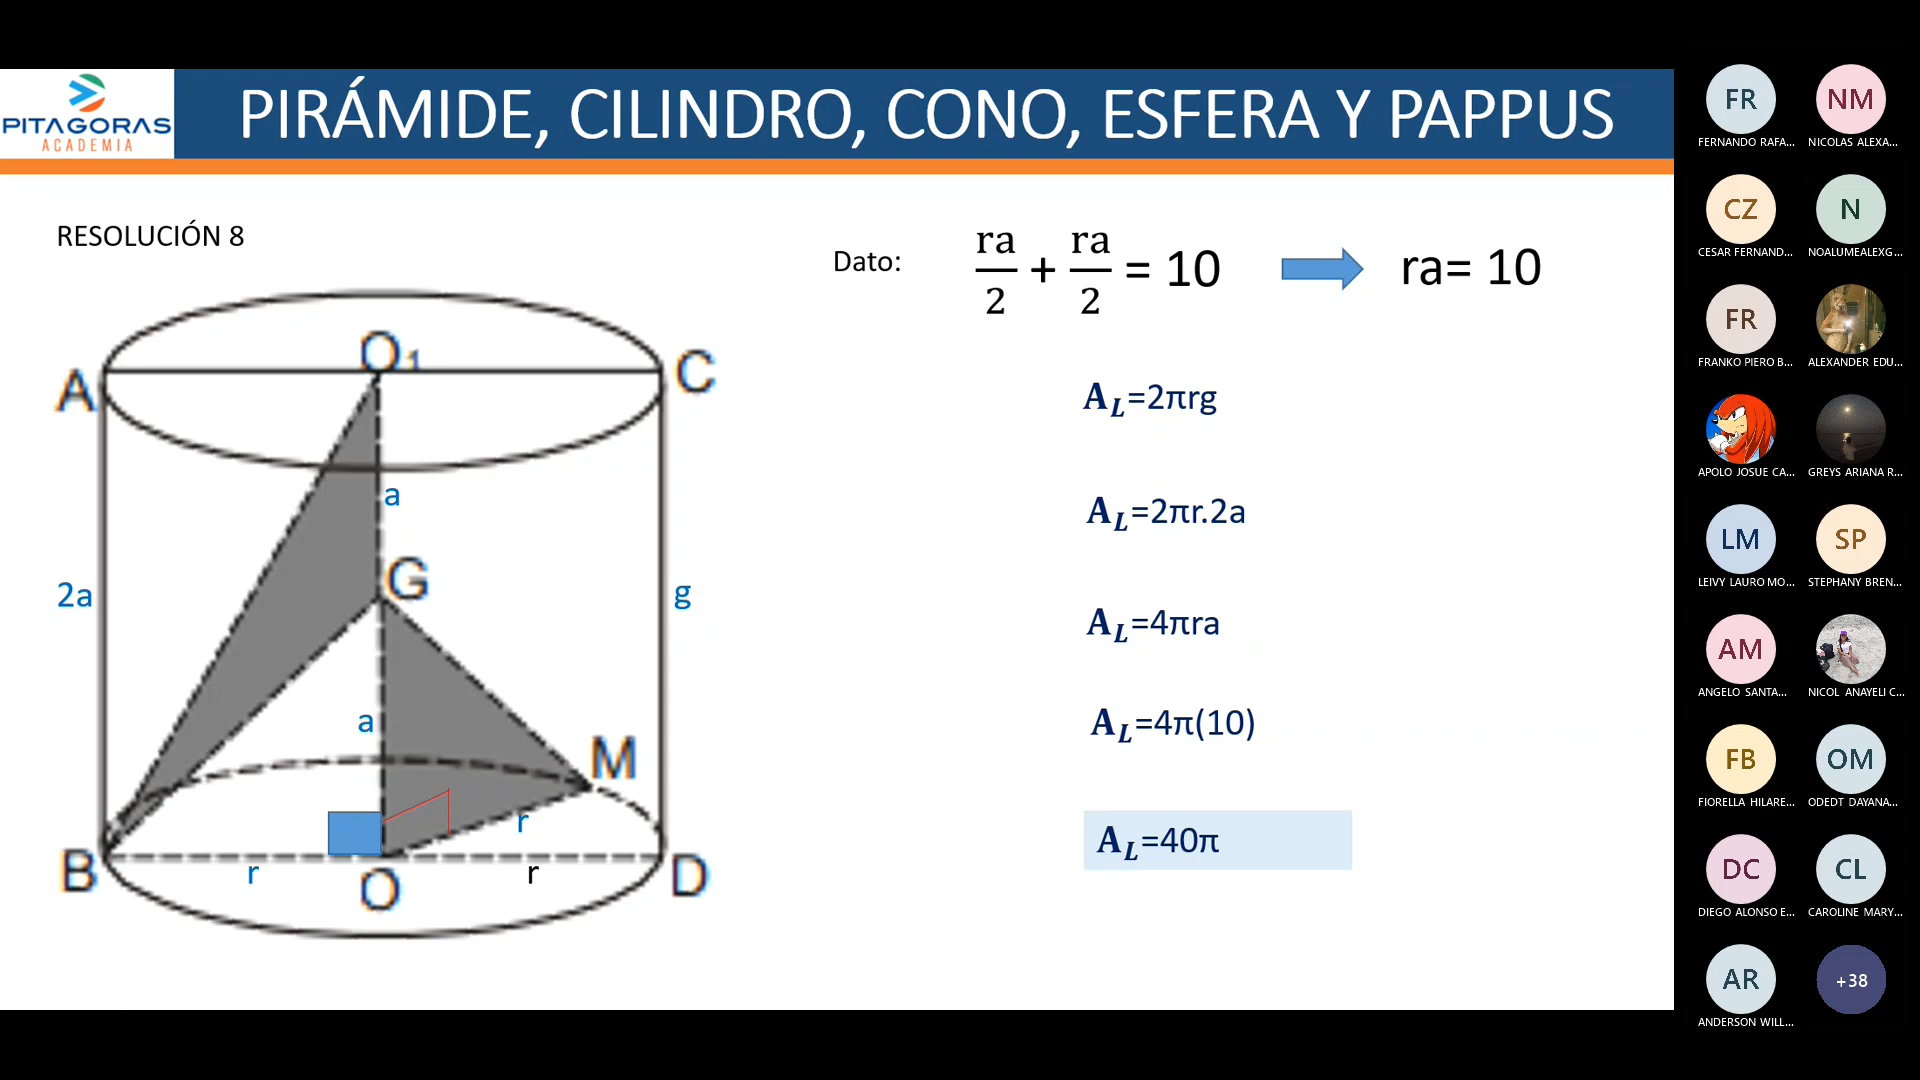 PITAGORAS
ACADEMIA
PIRÁMIDE, CILINDRO, CONO, ESFERA Y PAPPUS
RESOLUCIÓN 8
Dato:
ra/2 + ra/2 = 10
ra= 10
A_L=2πrg
A_L=2πr.2a
A_L=4πra
A_L=4π(10)
A_L=40π
A
O₁
C
a
G
2a
g
a
M
r
B
r
O
r
D
FR
NM
FERNANDO RAFA...
NICOLAS ALEXA...
CZ
N
CESAR FERNAND...
NOALUMEALEXG...
FR
FRANKO PIERO B...
ALEXANDER EDU...
APOLO JOSUE CA...
GREYS ARIANA R...
LM
SP
LEIVY LAURO MO...
STEPHANY BREN...
AM
ANGELO SANTA...
NICOL ANAYELI C...
FB
OM
FIORELLA HILARE...
ODEDT DAYANA...
DC
CL
DIEGO ALONSO E...
CAROLINE MARY...
AR
+38
ANDERSON WILL...